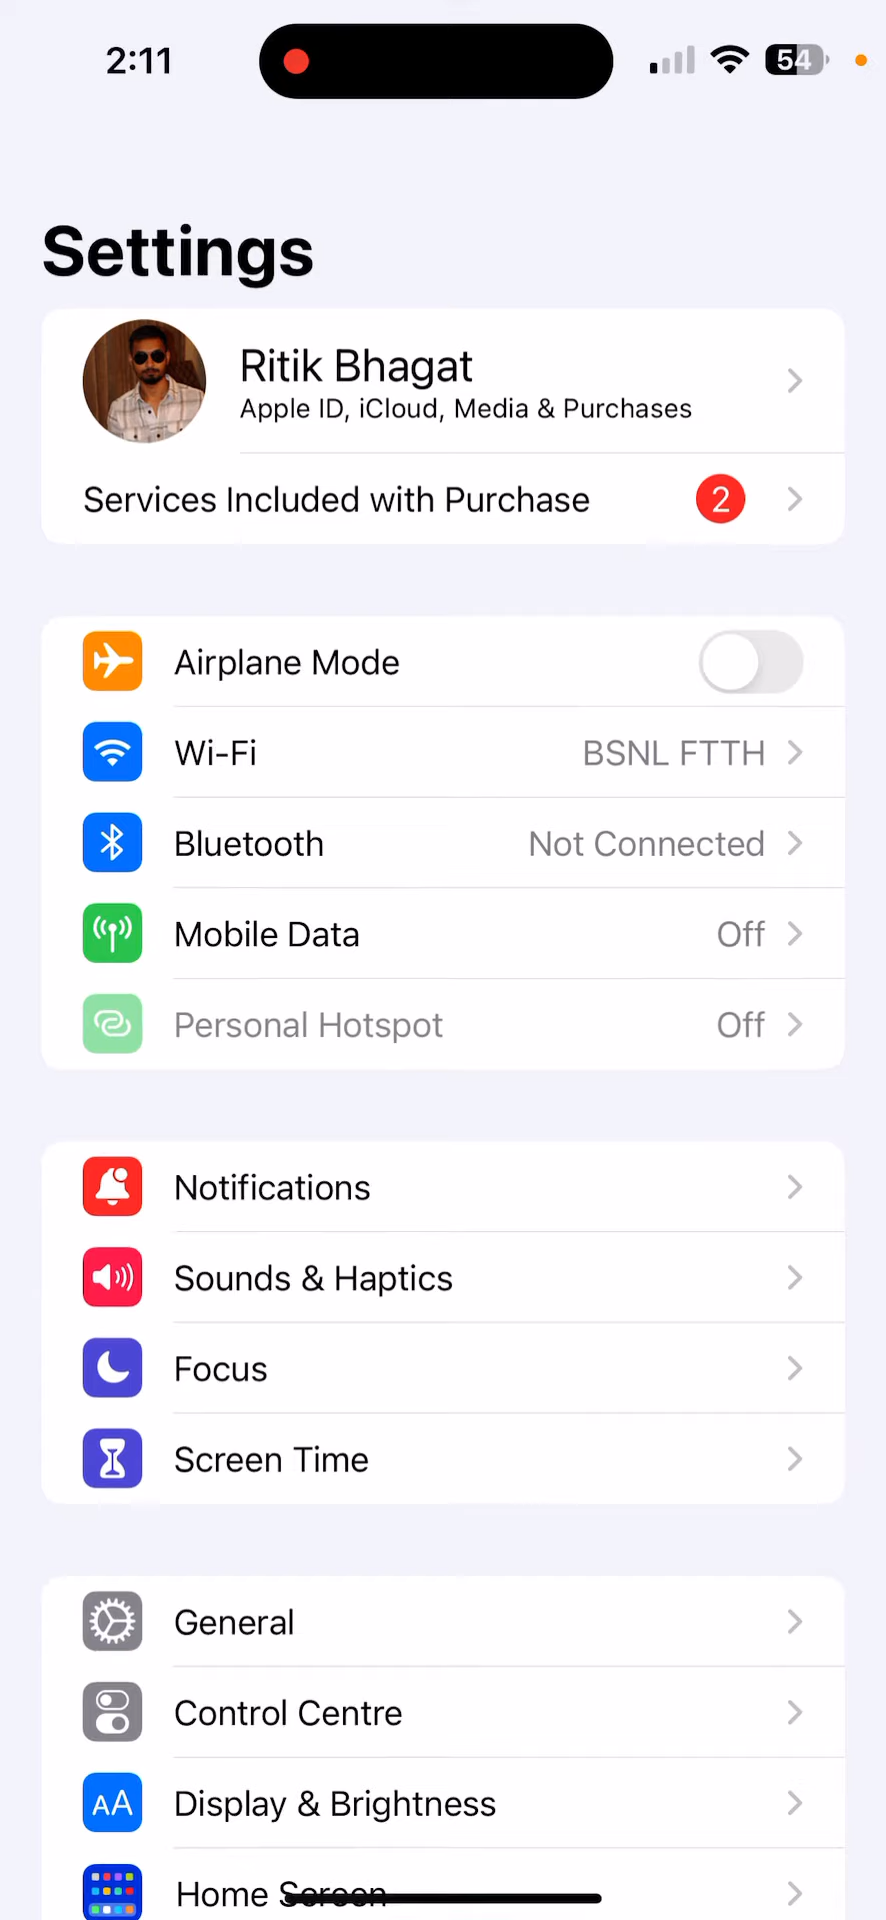 2:11
54
Settings
Ritik Bhagat
Apple ID, iCloud, Media & Purchases
Services Included with Purchase 2
Airplane Mode
Wi-Fi BSNL FTTH
Bluetooth Not Connected
Mobile Data Off
Personal Hotspot Off
Notifications
Sounds & Haptics
Focus
Screen Time
General
Control Centre
AA Display & Brightness
Home Screen